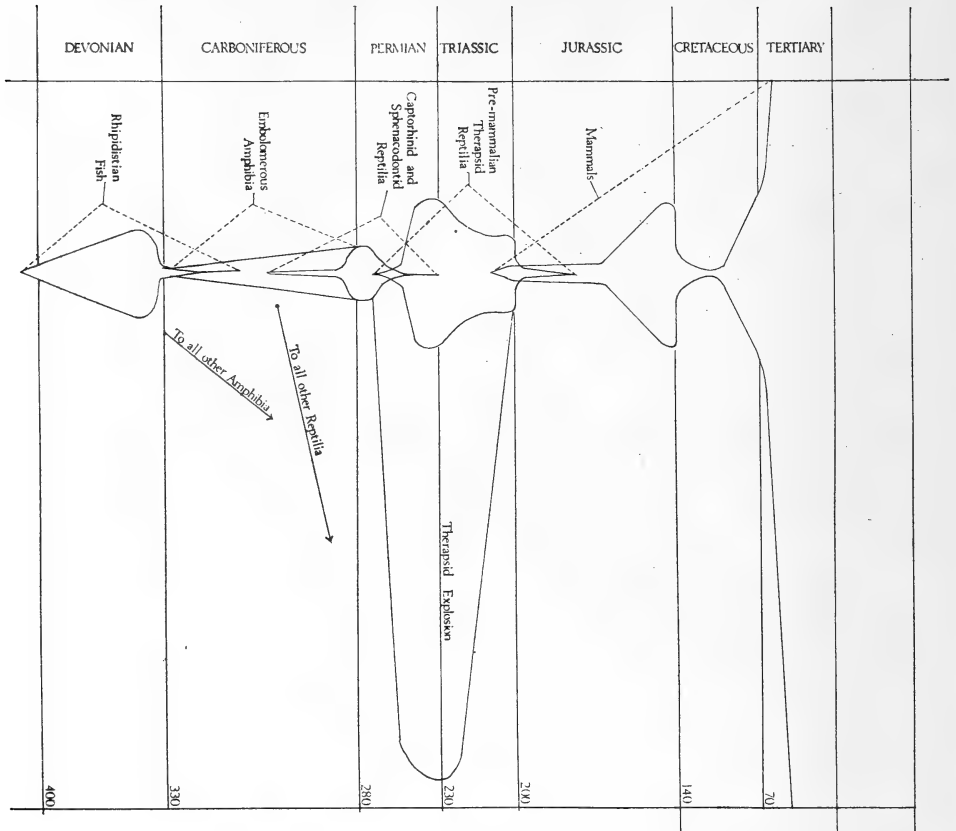 DEVONIAN
CARBONIFEROUS
PERMIAN
TRIASSIC
JURASSIC
CRETACEOUS
TERTIARY
Rhipidistian
Fish
Embolomerous
Amphibia
Captorhinid and
Sphenacodontid
Reptilia
Pre-mammalian
Therapsid
Reptilia
Mammals
To all other Amphibia
To all other Reptilia
Therapsid Explosion
400
330
280
230
200
140
70